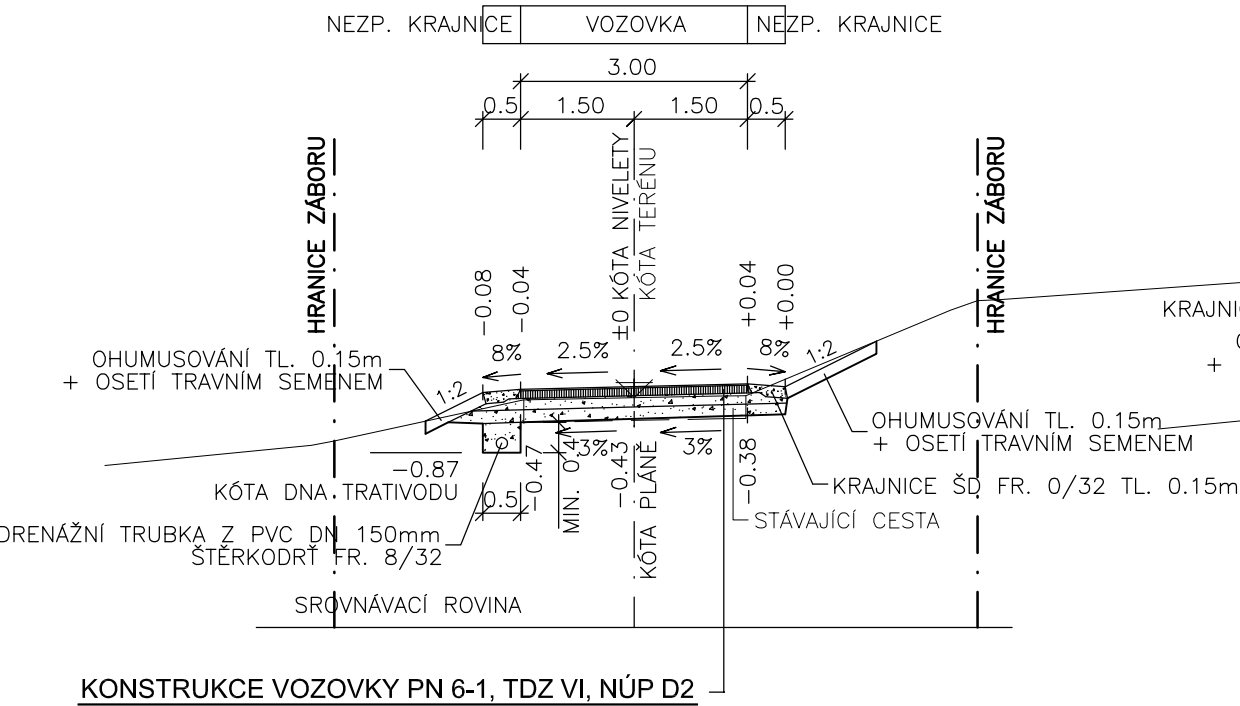 NEZP. KRAJNICE
VOZOVKA
NEZP. KRAJNICE
3.00
0.5
1.50
1.50
0.5
HRANICE ZÁBORU
±0 KÓTA NIVELETY
KÓTA TERÉNU
HRANICE ZÁBORU
-0.08
-0.04
+0.04
+0.00
8%
2.5%
2.5%
8%
1:2
1:2
OHUMUSOVÁNÍ TL. 0.15m
+ OSETÍ TRAVNÍM SEMENEM
KRAJNIC
+
OHUMUSOVÁNÍ TL. 0.15m
+ OSETÍ TRAVNÍM SEMENEM
3%
3%
-0.87
KÓTA DNA TRATIVODU
0.5
-0.47
MIN. 0.4
-0.43
KÓTA PLÁNĚ
-0.38
KRAJNICE ŠD FR. 0/32 TL. 0.15m
STÁVAJÍCÍ CESTA
DRENÁŽNÍ TRUBKA Z PVC DN 150mm
ŠTĚRKODRŤ FR. 8/32
SROVNÁVACÍ ROVINA
KONSTRUKCE VOZOVKY PN 6-1, TDZ VI, NÚP D2